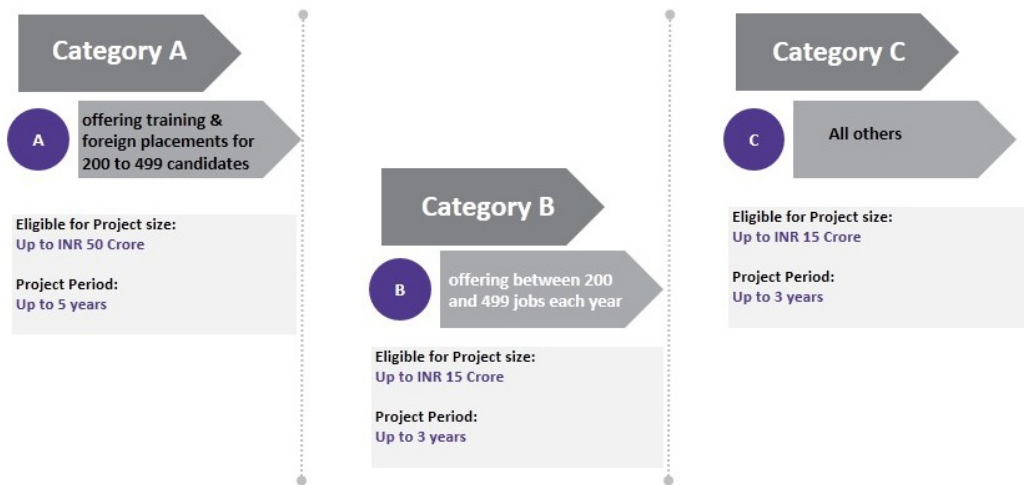 Category A
A
offering training &
foreign placements for
200 to 499 candidates
Eligible for Project size:
Up to INR 50 Crore
Project Period:
Up to 5 years
Category B
B
offering between 200
and 499 jobs each year
Eligible for Project size:
Up to INR 15 Crore
Project Period:
Up to 3 years
Category C
C
All others
Eligible for Project size:
Up to INR 15 Crore
Project Period:
Up to 3 years